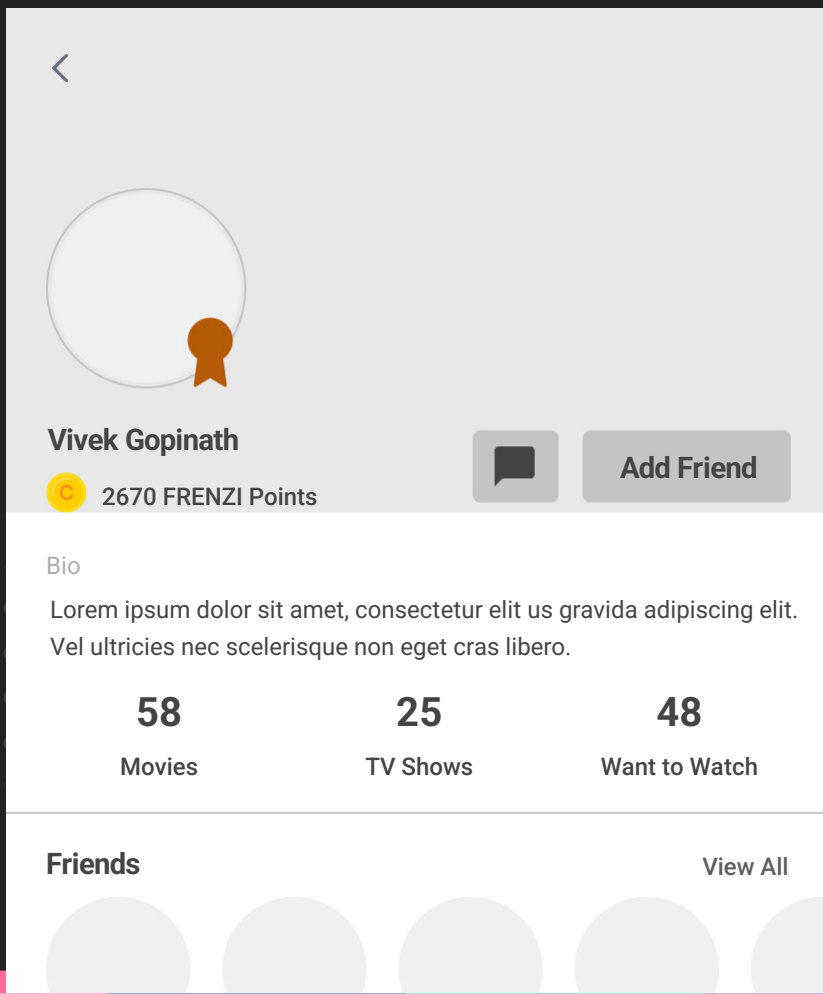 Vivek Gopinath
C 2670 FRENZI Points
Add Friend
Bio
Lorem ipsum dolor sit amet, consectetur elit us gravida adipiscing elit.
Vel ultricies nec scelerisque non eget cras libero.
58 25 48
Movies TV Shows Want to Watch
Friends View All